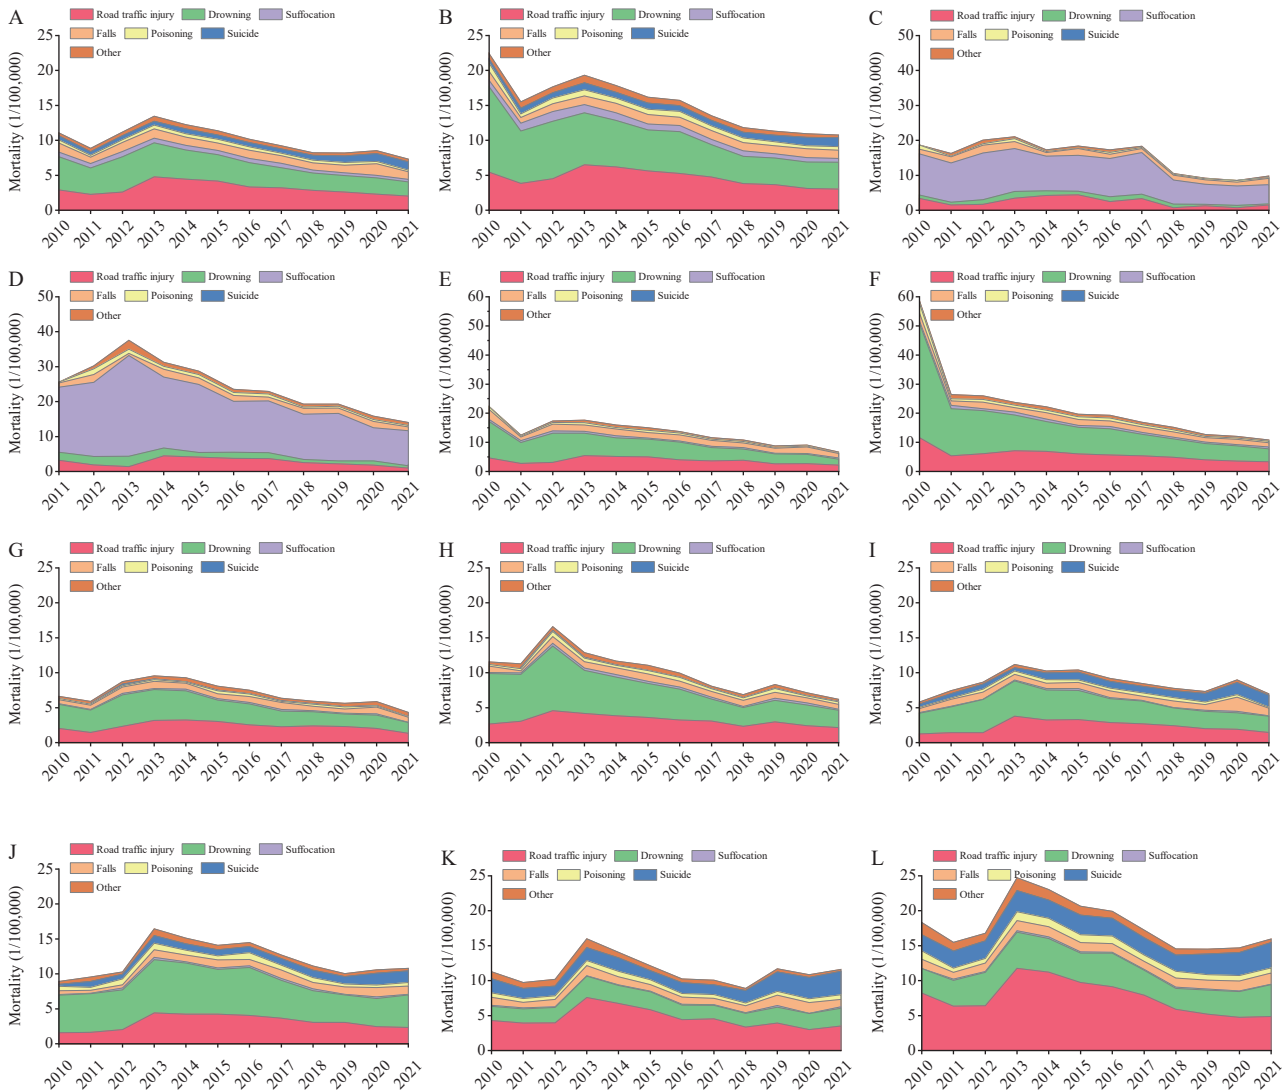 A
Mortality (1/100,000)
Road traffic injury Drowning Suffocation
Falls Poisoning Suicide
Other
25
20
15
10
5
0
2010 2011 2012 2013 2014 2015 2016 2017 2018 2019 2020 2021
B
Mortality (1/100,000)
Road traffic injury Drowning Suffocation
Falls Poisoning Suicide
Other
25
20
15
10
5
0
2010 2011 2012 2013 2014 2015 2016 2017 2018 2019 2020 2021
C
Mortality (1/100,000)
Road traffic injury Drowning Suffocation
Falls Poisoning Suicide
Other
50
40
30
20
10
0
2010 2011 2012 2013 2014 2015 2016 2017 2018 2019 2020 2021
D
Mortality (1/100,000)
Road traffic injury Drowning Suffocation
Falls Poisoning Suicide
Other
50
40
30
20
10
0
2011 2012 2013 2014 2015 2016 2017 2018 2019 2020 2021
E
Mortality (1/100,000)
Road traffic injury Drowning Suffocation
Falls Poisoning Suicide
Other
60
50
40
30
20
10
0
2010 2011 2012 2013 2014 2015 2016 2017 2018 2019 2020 2021
F
Mortality (1/100,000)
Road traffic injury Drowning Suffocation
Falls Poisoning Suicide
Other
60
50
40
30
20
10
0
2010 2011 2012 2013 2014 2015 2016 2017 2018 2019 2020 2021
G
Mortality (1/100,000)
Road traffic injury Drowning Suffocation
Falls Poisoning Suicide
Other
25
20
15
10
5
0
2010 2011 2012 2013 2014 2015 2016 2017 2018 2019 2020 2021
H
Mortality (1/100,000)
Road traffic injury Drowning Suffocation
Falls Poisoning Suicide
Other
25
20
15
10
5
0
2010 2011 2012 2013 2014 2015 2016 2017 2018 2019 2020 2021
I
Mortality (1/100,000)
Road traffic injury Drowning Suffocation
Falls Poisoning Suicide
Other
25
20
15
10
5
0
2010 2011 2012 2013 2014 2015 2016 2017 2018 2019 2020 2021
J
Mortality (1/100,000)
Road traffic injury Drowning Suffocation
Falls Poisoning Suicide
Other
25
20
15
10
5
0
2010 2011 2012 2013 2014 2015 2016 2017 2018 2019 2020 2021
K
Mortality (1/100,000)
Road traffic injury Drowning Suffocation
Falls Poisoning Suicide
Other
25
20
15
10
5
0
2010 2011 2012 2013 2014 2015 2016 2017 2018 2019 2020 2021
L
Mortality (1/100,000)
Road traffic injury Drowning Suffocation
Falls Poisoning Suicide
Other
25
20
15
10
5
0
2010 2011 2012 2013 2014 2015 2016 2017 2018 2019 2020 2021